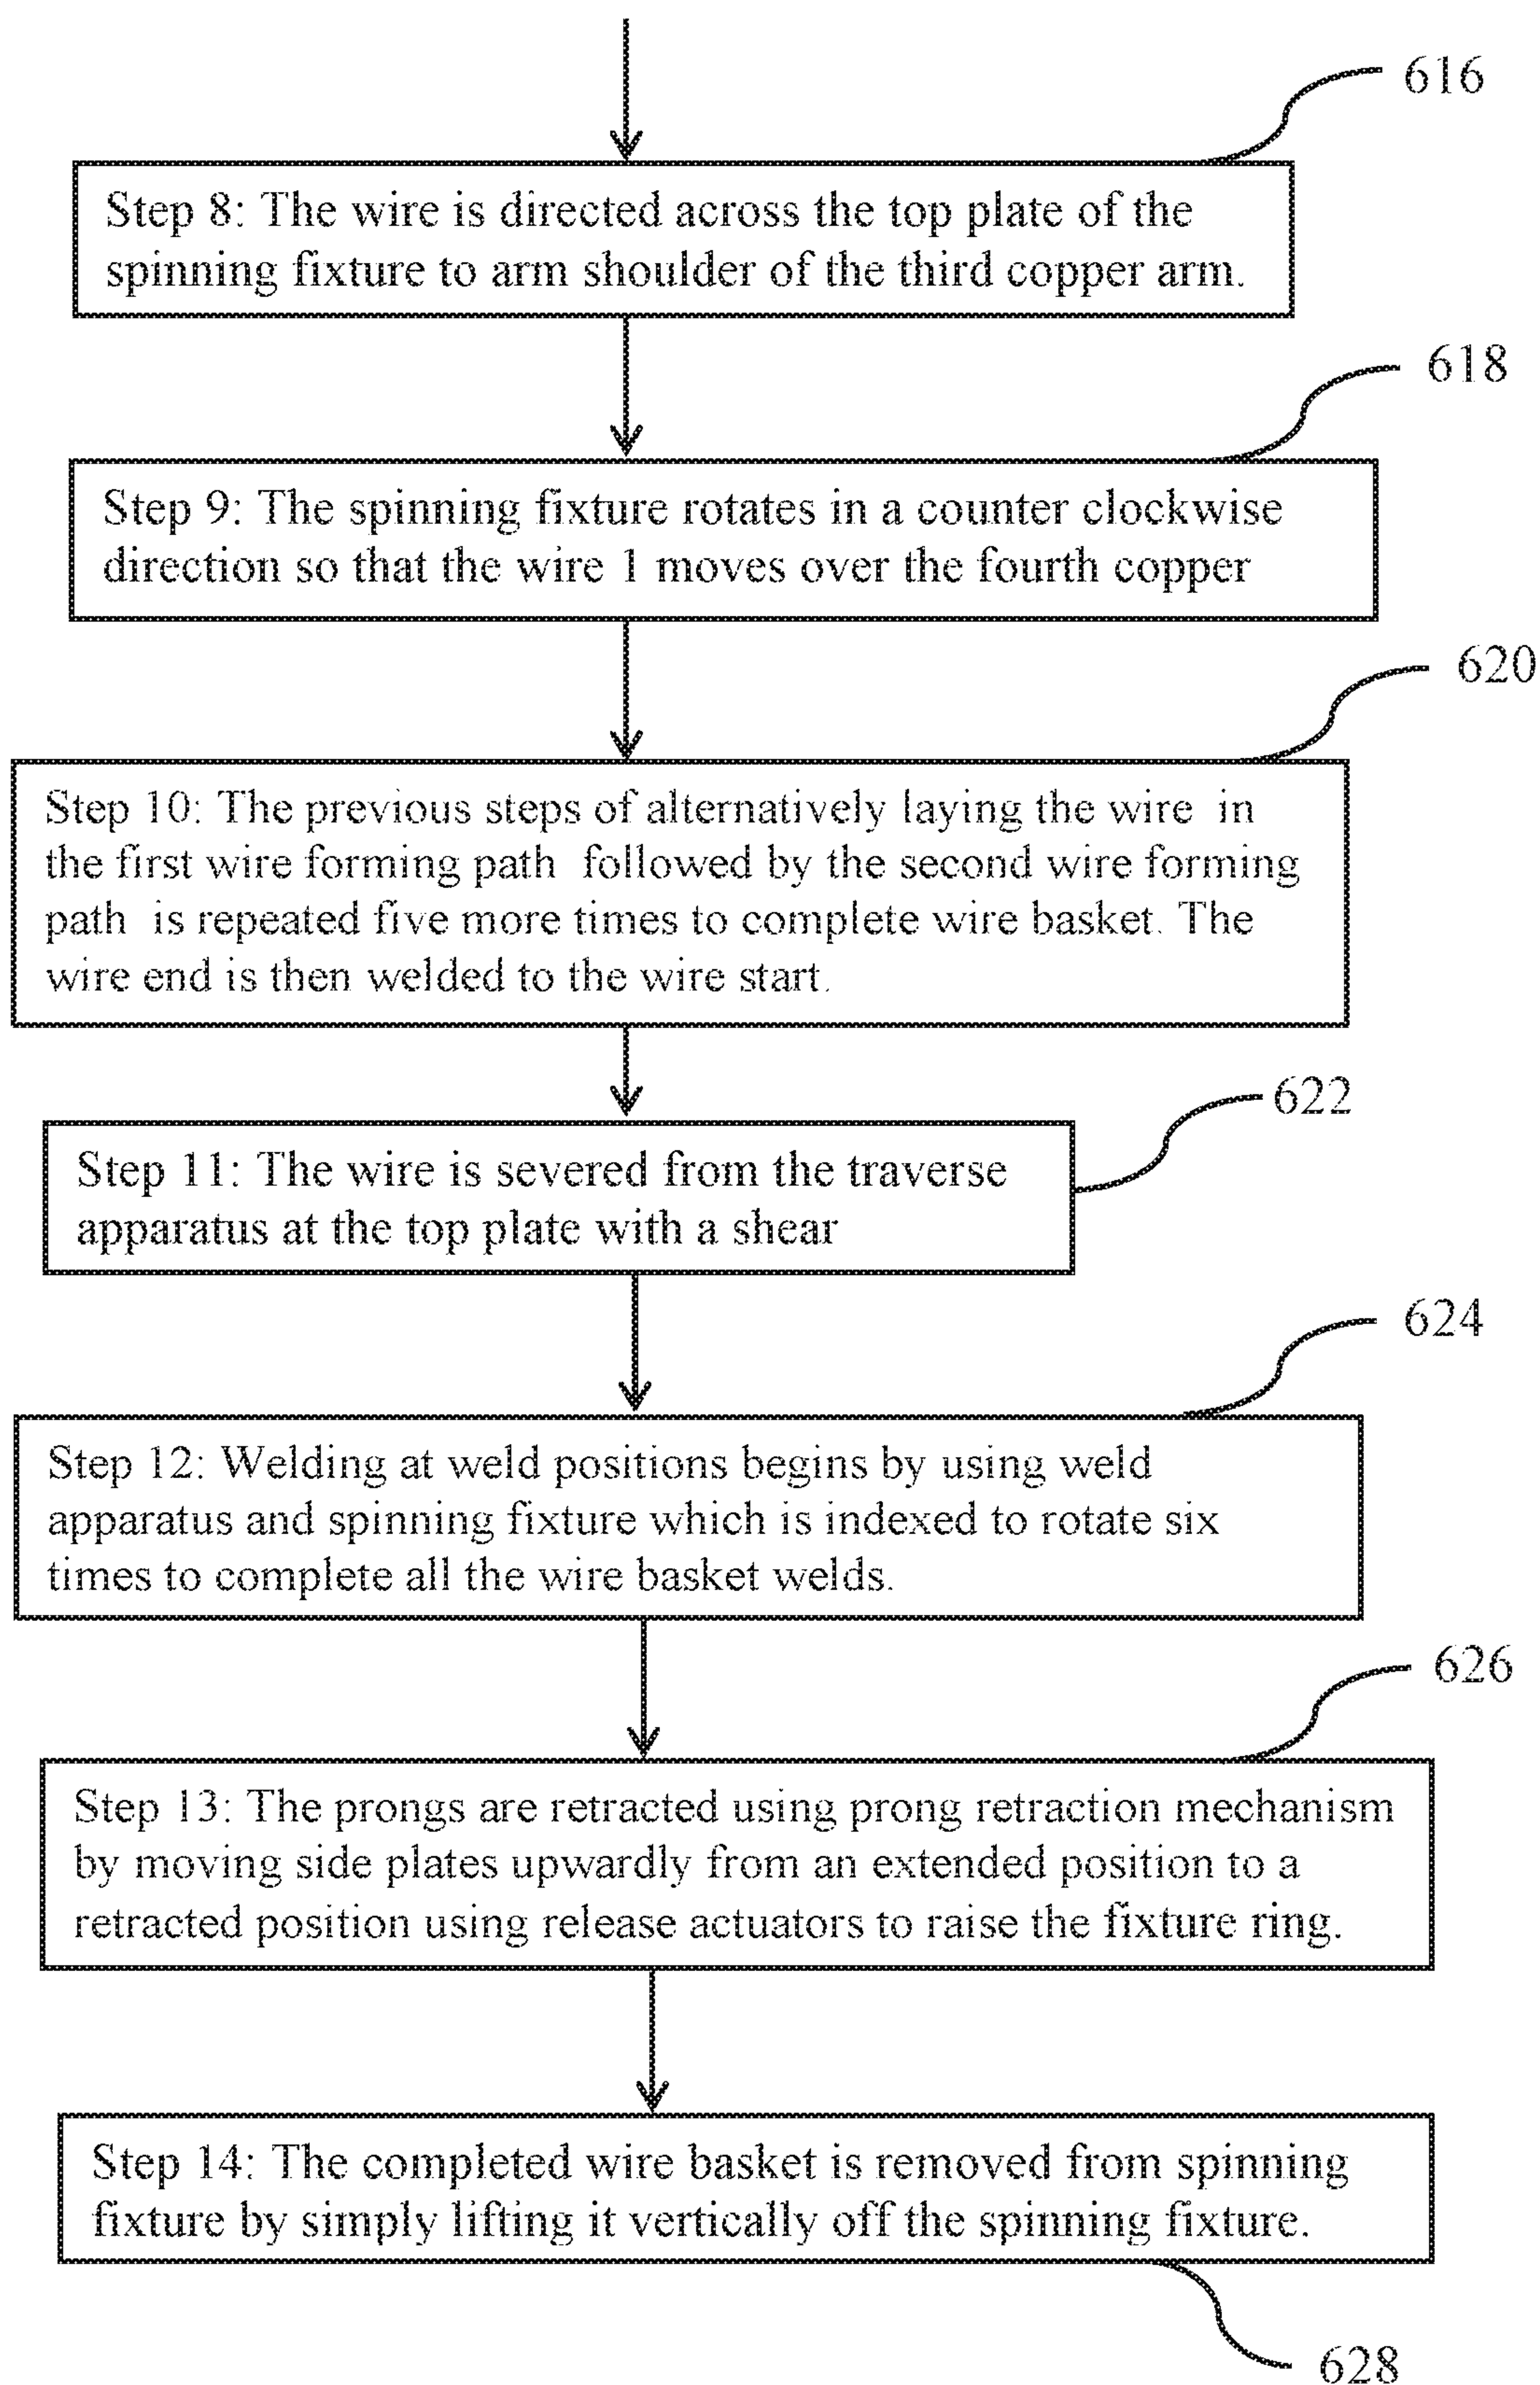 616
Step 8: The wire is directed across the top plate of the
spinning fixture to arm shoulder of the third copper arm.
618
Step 9: The spinning fixture rotates in a counter clockwise
direction so that the wire 1 moves over the fourth copper
620
Step 10: The previous steps of alternatively laying the wire in
the first wire forming path followed by the second wire forming
path is repeated five more times to complete wire basket. The
wire end is then welded to the wire start.
622
Step 11: The wire is severed from the traverse
apparatus at the top plate with a shear
624
Step 12: Welding at weld positions begins by using weld
apparatus and spinning fixture which is indexed to rotate six
times to complete all the wire basket welds.
626
Step 13: The prongs are retracted using prong retraction mechanism
by moving side plates upwardly from an extended position to a
retracted position using release actuators to raise the fixture ring.
Step 14: The completed wire basket is removed from spinning
fixture by simply lifting it vertically off the spinning fixture.
628